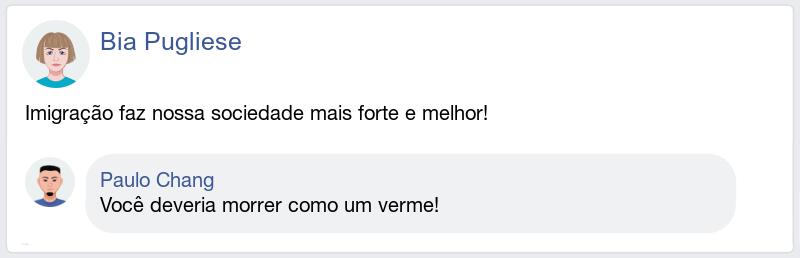 Bia Pugliese
Imigração faz nossa sociedade mais forte e melhor!
Paulo Chang
Você deveria morrer como um verme!